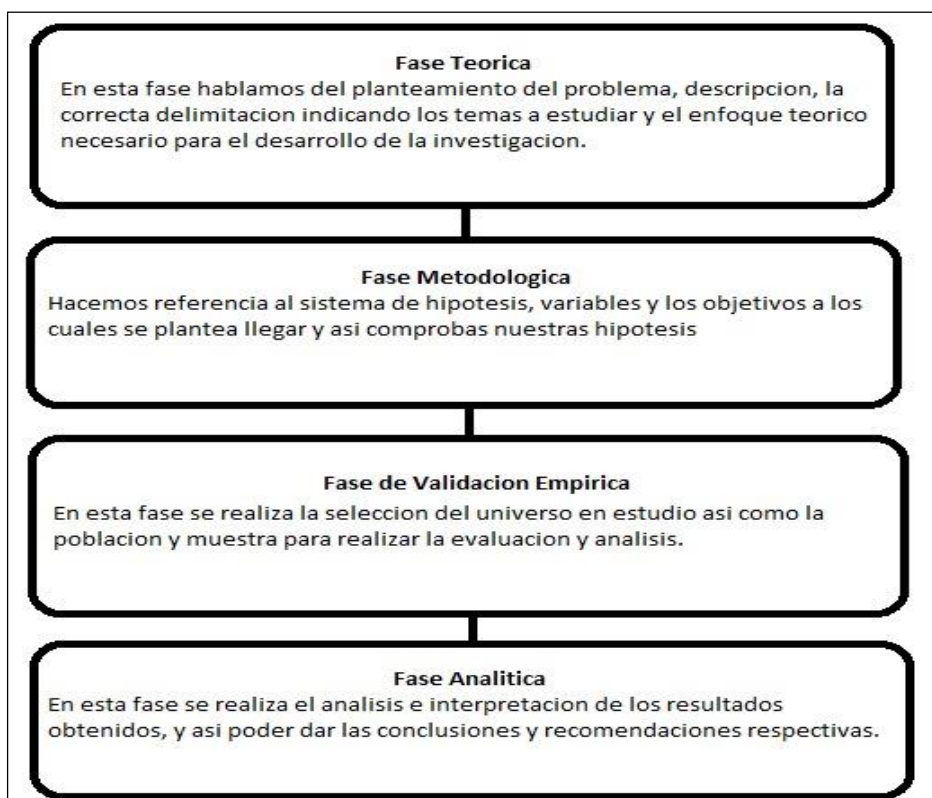 Fase Teorica
En esta fase hablamos del planteamiento del problema, descripcion, la
correcta delimitacion indicando los temas a estudiar y el enfoque teorico
necesario para el desarrollo de la investigacion.
Fase Metodologica
Hacemos referencia al sistema de hipotesis, variables y los objetivos a los
cuales se plantea llegar y asi comprobas nuestras hipotesis
Fase de Validacion Empirica
En esta fase se realiza la seleccion del universo en estudio asi como la
poblacion y muestra para realizar la evaluacion y analisis.
Fase Analitica
En esta fase se realiza el analisis e interpretacion de los resultados
obtenidos, y asi poder dar las conclusiones y recomendaciones respectivas.